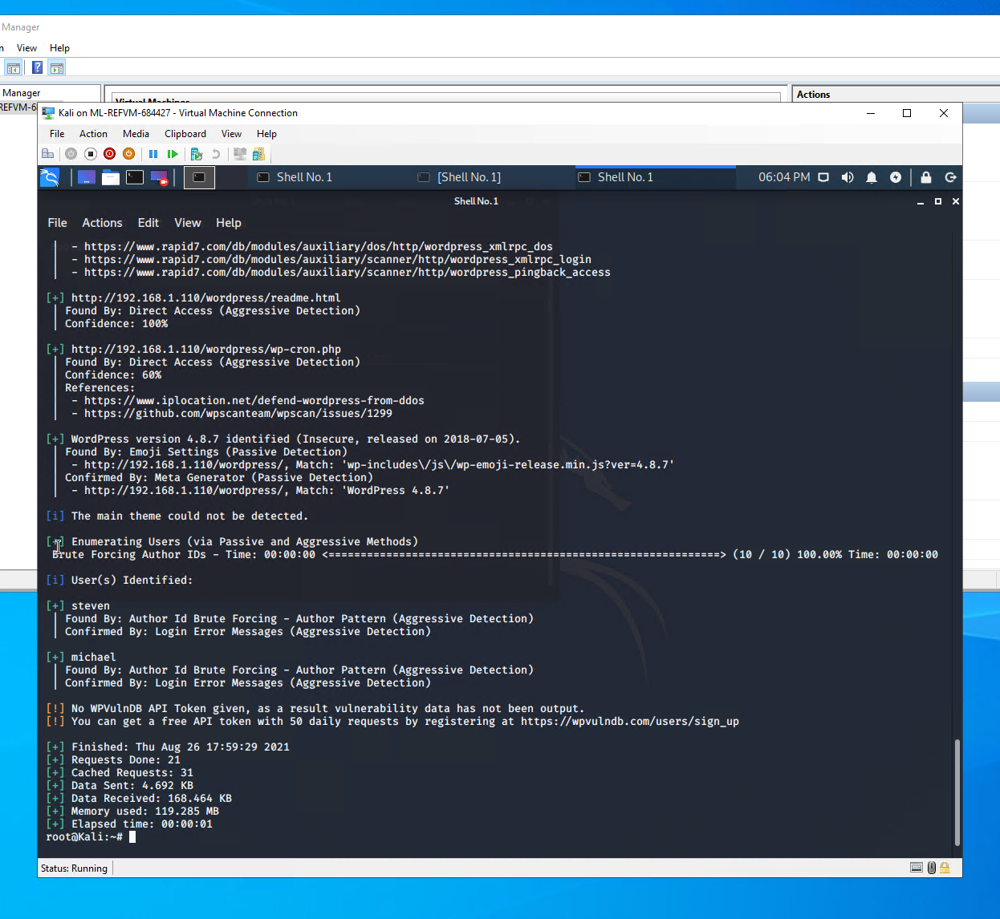 Manager
View Help
Manager
REFVM-6
Virtual Machines
Actions
Kali on ML-REFVM-684427 - Virtual Machine Connection
File Action Media Clipboard View Help
Shell No. 1
[Shell No. 1]
Shell No. 1
06:04 PM
Shell No. 1
File Actions Edit View Help
- https://www.rapid7.com/db/modules/auxiliary/dos/http/wordpress_xmlrpc_dos
- https://www.rapid7.com/db/modules/auxiliary/scanner/http/wordpress_xmlrpc_login
- https://www.rapid7.com/db/modules/auxiliary/scanner/http/wordpress_pingback_access
[+] http://192.168.1.110/wordpress/readme.html
| Found By: Direct Access (Aggressive Detection)
| Confidence: 100%
[+] http://192.168.1.110/wordpress/wp-cron.php
| Found By: Direct Access (Aggressive Detection)
| Confidence: 60%
| References:
|  - https://www.iplocation.net/defend-wordpress-from-ddos
|  - https://github.com/wpscanteam/wpscan/issues/1299
[+] WordPress version 4.8.7 identified (Insecure, released on 2018-07-05).
| Found By: Emoji Settings (Passive Detection)
|  - http://192.168.1.110/wordpress/, Match: 'wp-includes\/js\/wp-emoji-release.min.js?ver=4.8.7'
| Confirmed By: Meta Generator (Passive Detection)
|  - http://192.168.1.110/wordpress/, Match: 'WordPress 4.8.7'
[i] The main theme could not be detected.
[+] Enumerating Users (via Passive and Aggressive Methods)
Brute Forcing Author IDs - Time: 00:00:00 <=============================================================> (10 / 10) 100.00% Time: 00:00:00
[i] User(s) Identified:
[+] steven
| Found By: Author Id Brute Forcing - Author Pattern (Aggressive Detection)
| Confirmed By: Login Error Messages (Aggressive Detection)
[+] michael
| Found By: Author Id Brute Forcing - Author Pattern (Aggressive Detection)
| Confirmed By: Login Error Messages (Aggressive Detection)
[!] No WPVulnDB API Token given, as a result vulnerability data has not been output.
[!] You can get a free API token with 50 daily requests by registering at https://wpvulndb.com/users/sign_up
[+] Finished: Thu Aug 26 17:59:29 2021
[+] Requests Done: 21
[+] Cached Requests: 31
[+] Data Sent: 4.692 KB
[+] Data Received: 168.464 KB
[+] Memory used: 119.285 MB
[+] Elapsed time: 00:00:01
root@Kali:~#
Status: Running